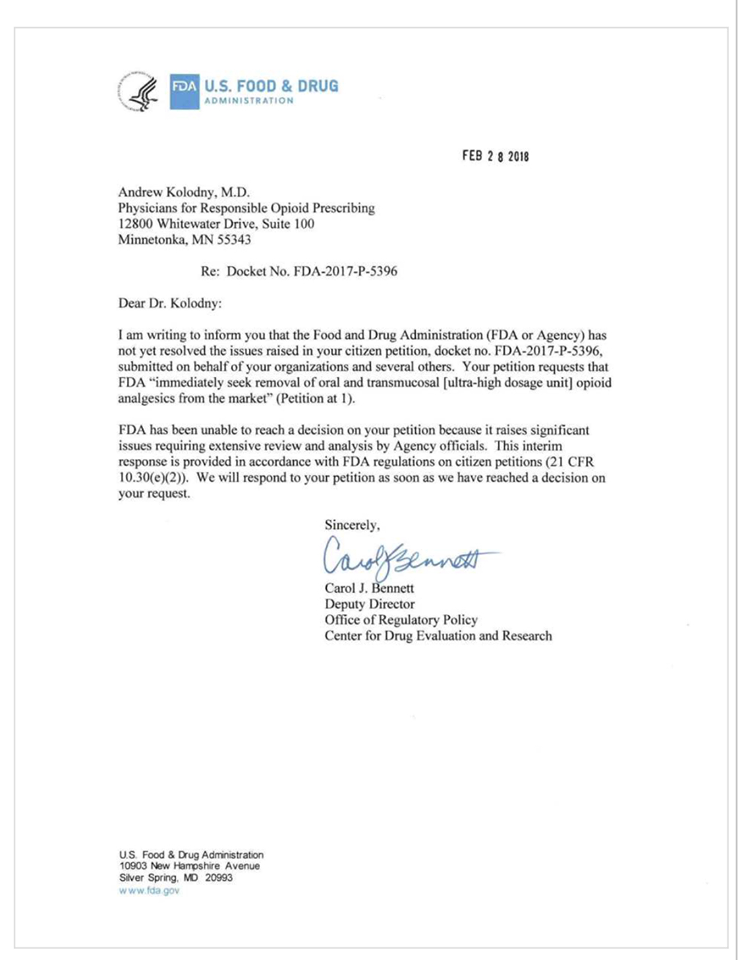 FDA U.S. FOOD & DRUG
ADMINISTRATION
FEB 28 2018
Andrew Kolodny, M.D.
Physicians for Responsible Opioid Prescribing
12800 Whitewater Drive, Suite 100
Minnetonka, MN 55343
Re: Docket No. FDA-2017-P-5396
Dear Dr. Kolodny:
I am writing to inform you that the Food and Drug Administration (FDA or Agency) has
not yet resolved the issues raised in your citizen petition, docket no. FDA-2017-P-5396,
submitted on behalf of your organizations and several others. Your petition requests that
FDA “immediately seek removal of oral and transmucosal [ultra-high dosage unit] opioid
analgesics from the market” (Petition at 1).
FDA has been unable to reach a decision on your petition because it raises significant
issues requiring extensive review and analysis by Agency officials. This interim
response is provided in accordance with FDA regulations on citizen petitions (21 CFR
10.30(e)(2)). We will respond to your petition as soon as we have reached a decision on
your request.
Sincerely,
Carol J Bennett
Carol J. Bennett
Deputy Director
Office of Regulatory Policy
Center for Drug Evaluation and Research
U.S. Food & Drug Administration
10903 New Hampshire Avenue
Silver Spring, MD 20993
www.fda.gov